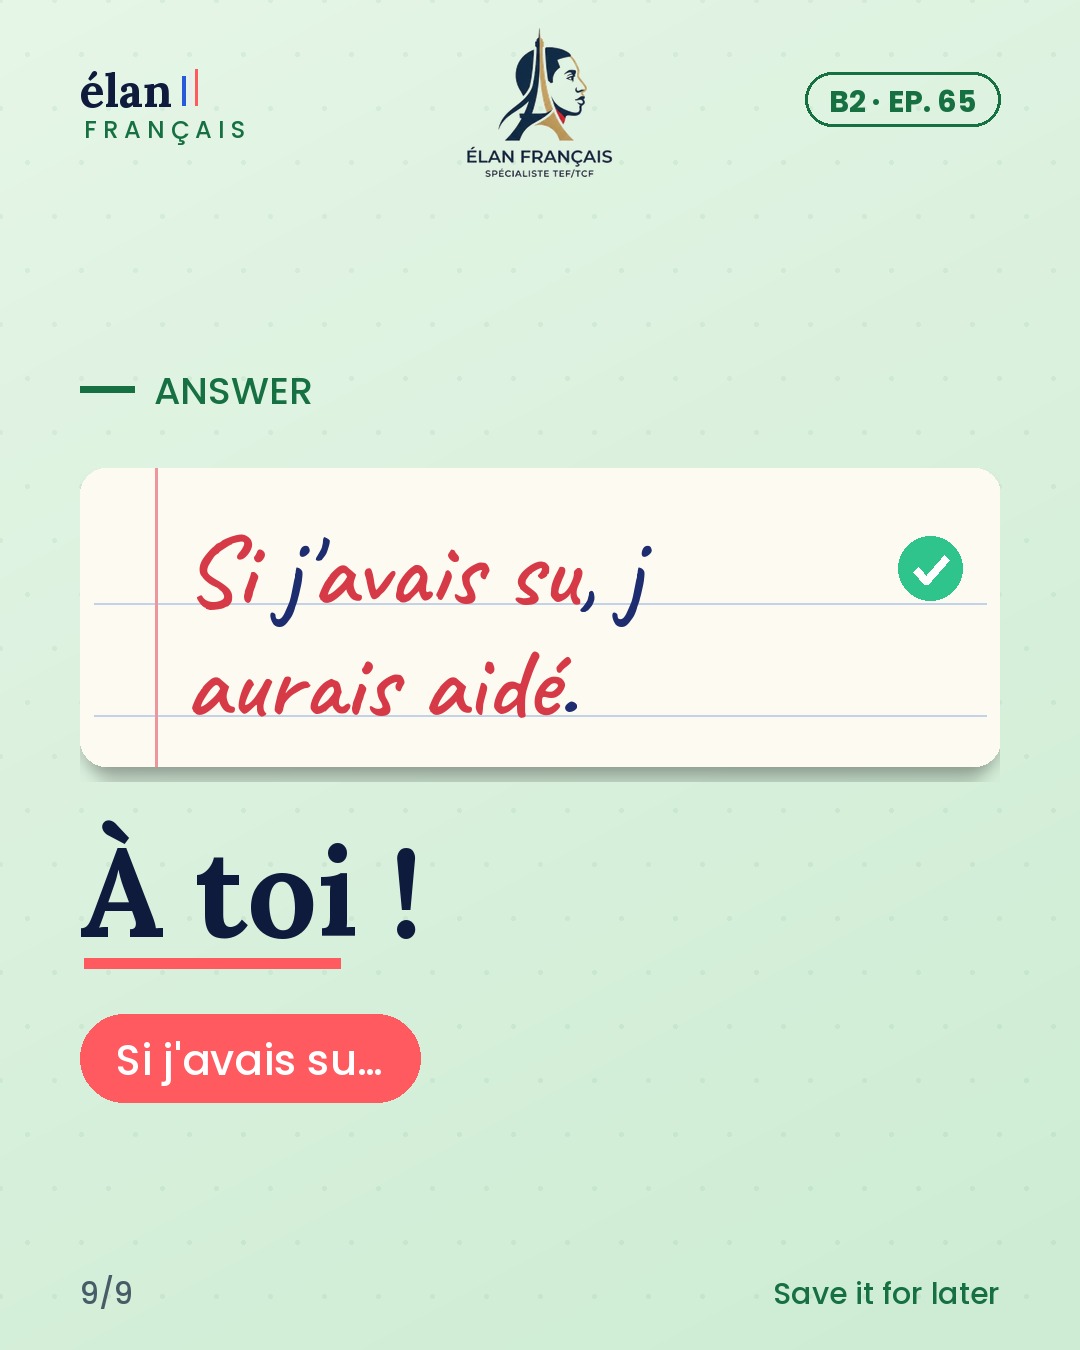 élan
FRANÇAIS
ÉLAN FRANÇAIS
SPÉCIALISTE TEF/TCF
B2 · EP. 65
ANSWER
Si j'avais su, j
aurais aidé.
À toi !
Si j'avais su...
9/9
Save it for later